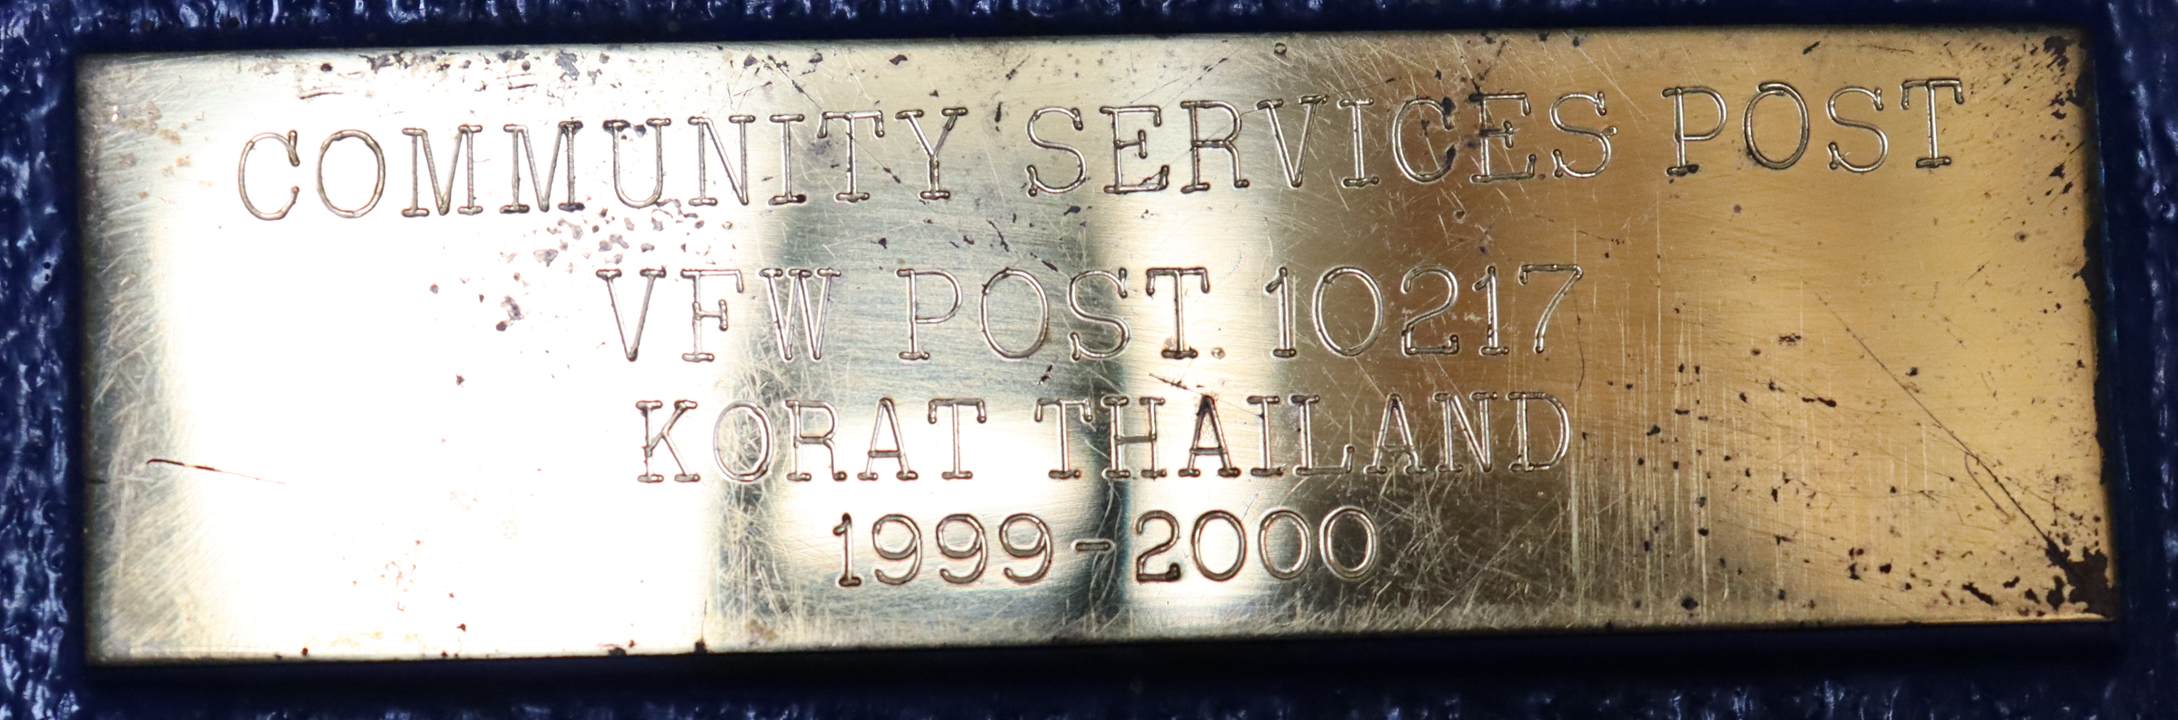 COMMUNITY SERVICES POST
VFW POST 10217
KORAT THAILAND
1999-2000